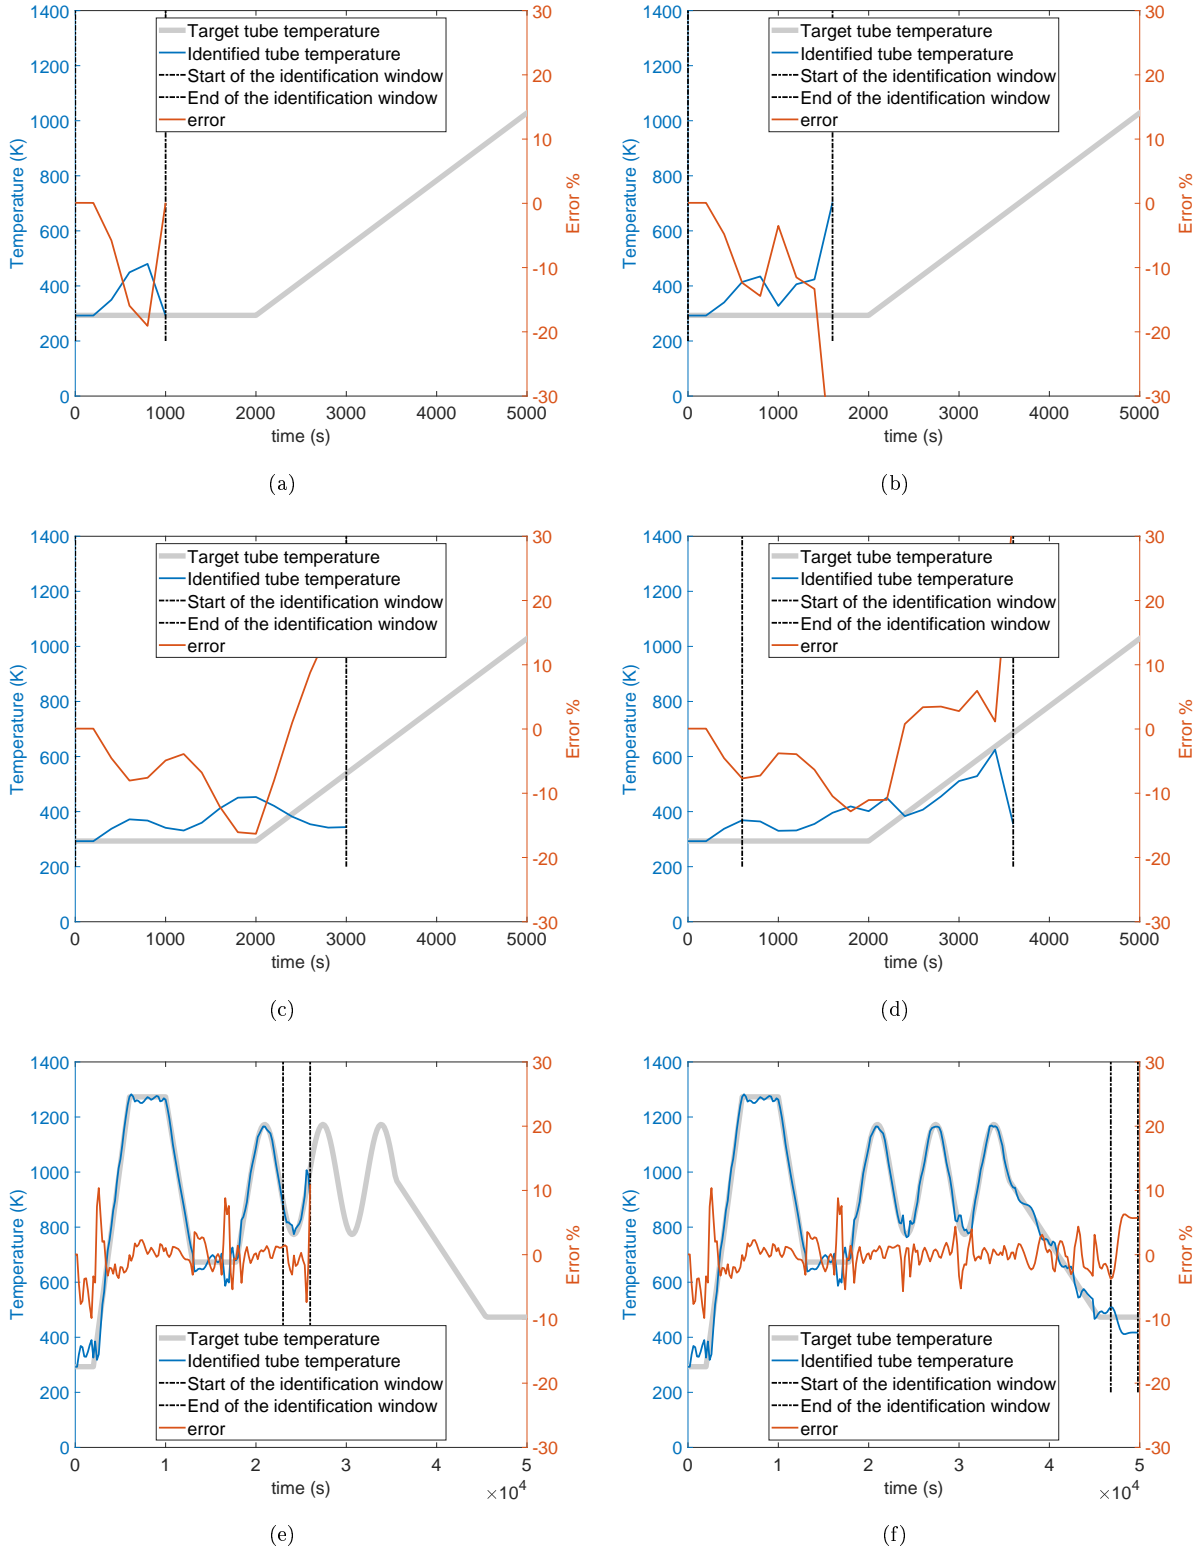 1400
1200
1000
800
600
400
200
0
Temperature (K)
30
20
10
0
-10
-20
-30
Error %
Target tube temperature
Identified tube temperature
Start of the identification window
End of the identification window
error
0 1000 2000 3000 4000 5000
time (s)
(a)
1400
1200
1000
800
600
400
200
0
Temperature (K)
30
20
10
0
-10
-20
-30
Error %
Target tube temperature
Identified tube temperature
Start of the identification window
End of the identification window
error
0 1000 2000 3000 4000 5000
time (s)
(b)
1400
1200
1000
800
600
400
200
0
Temperature (K)
30
20
10
0
-10
-20
-30
Error %
Target tube temperature
Identified tube temperature
Start of the identification window
End of the identification window
error
0 1000 2000 3000 4000 5000
time (s)
(c)
1400
1200
1000
800
600
400
200
0
Temperature (K)
30
20
10
0
-10
-20
-30
Error %
Target tube temperature
Identified tube temperature
Start of the identification window
End of the identification window
error
0 1000 2000 3000 4000 5000
time (s)
(d)
1400
1200
1000
800
600
400
200
0
Temperature (K)
30
20
10
0
-10
-20
-30
Error %
Target tube temperature
Identified tube temperature
Start of the identification window
End of the identification window
error
0 1 2 3 4 5
time (s)
×10⁴
(e)
1400
1200
1000
800
600
400
200
0
Temperature (K)
30
20
10
0
-10
-20
-30
Error %
Target tube temperature
Identified tube temperature
Start of the identification window
End of the identification window
error
0 1 2 3 4 5
time (s)
×10⁴
(f)